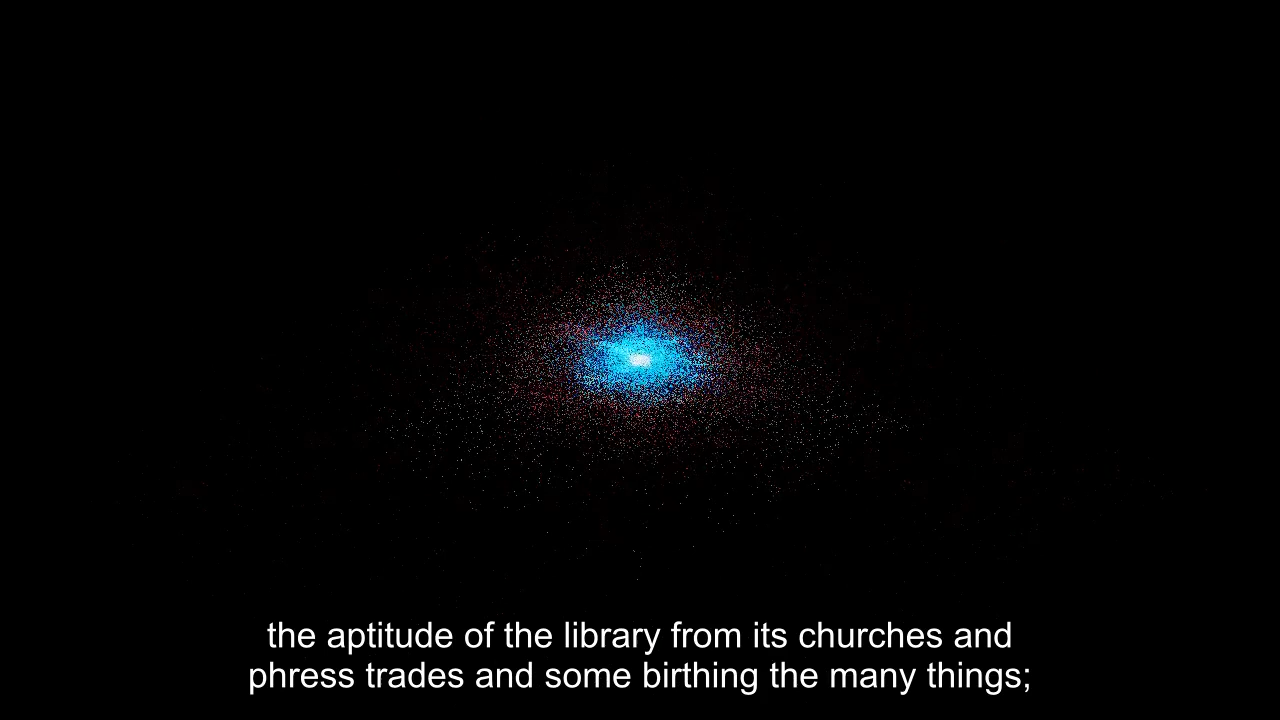 the aptitude of the library from its churches and
phress trades and some birthing the many things;